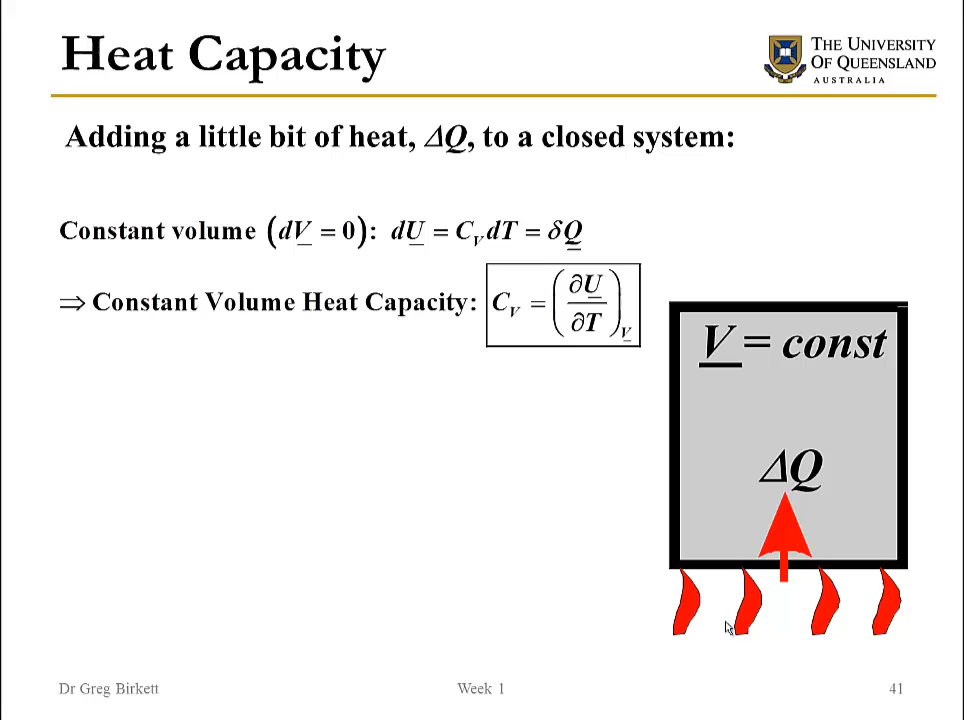 Heat Capacity
THE UNIVERSITY
OF QUEENSLAND
AUSTRALIA
Adding a little bit of heat, ΔQ, to a closed system:
Constant volume (dV̲ = 0): dU̲ = C_V dT = δQ̲
⇒ Constant Volume Heat Capacity: C_V = (∂U̲/∂T)_V̲
V̲ = const
ΔQ
Dr Greg Birkett
Week 1
41